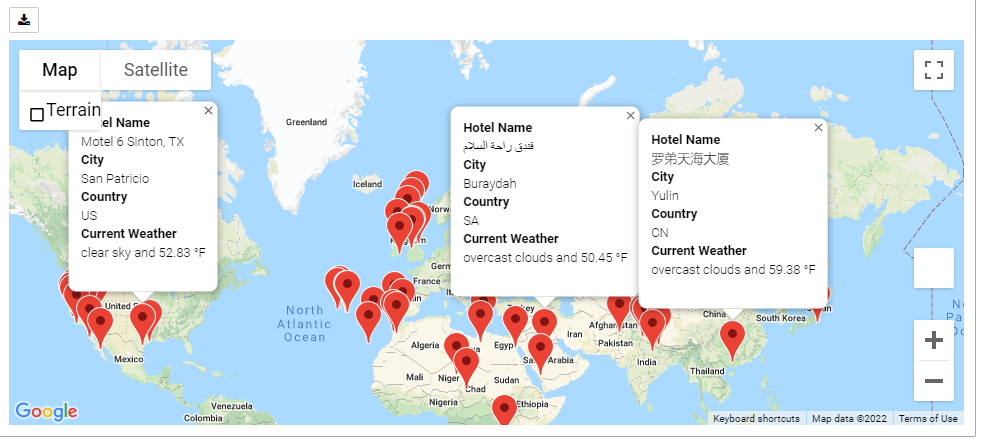 Map
Satellite
Terrain
Hotel Name
Motel 6 Sinton, TX
City
San Patricio
Country
US
Current Weather
clear sky and 52.83 °F
Hotel Name
فندق راحة السلام
City
Buraydah
Country
SA
Current Weather
overcast clouds and 50.45 °F
Hotel Name
罗弟天海大厦
City
Yulin
Country
CN
Current Weather
overcast clouds and 59.38 °F
Greenland
Iceland
North
Atlantic
Ocean
France
Mexico
Venezuela
Colombia
Algeria
Egypt
Mali
Niger
Chad
Sudan
Nigeria
Ethiopia
Iran
Afghanistan
Pakistan
India
China
South Korea
Thailand
Google
Keyboard shortcuts
Map data ©2022
Terms of Use